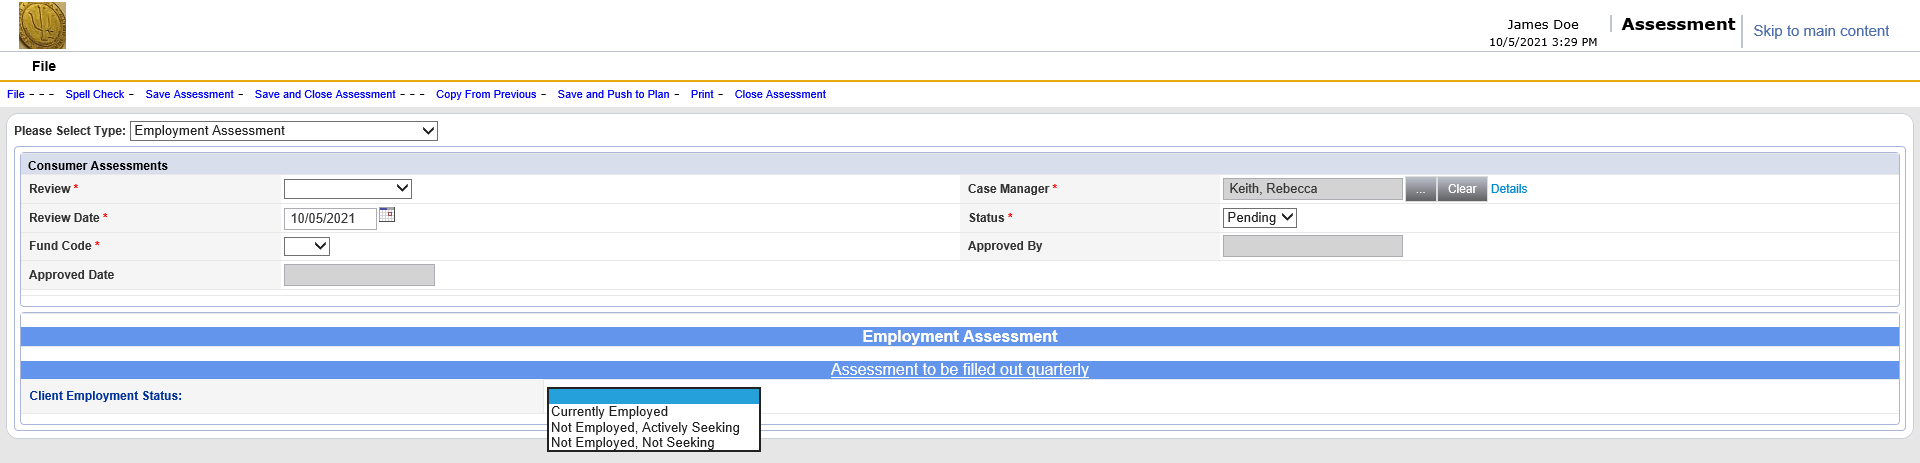 James Doe
10/5/2021 3:29 PM
Assessment
Skip to main content
File
File - - - Spell Check - Save Assessment - Save and Close Assessment - - - Copy From Previous - Save and Push to Plan - Print - Close Assessment
Please Select Type: Employment Assessment
Consumer Assessments
Review * Case Manager * Keith, Rebecca ... Clear Details
Review Date * 10/05/2021 Status * Pending
Fund Code * Approved By
Approved Date
Employment Assessment
Assessment to be filled out quarterly
Client Employment Status:
Currently Employed
Not Employed, Actively Seeking
Not Employed, Not Seeking